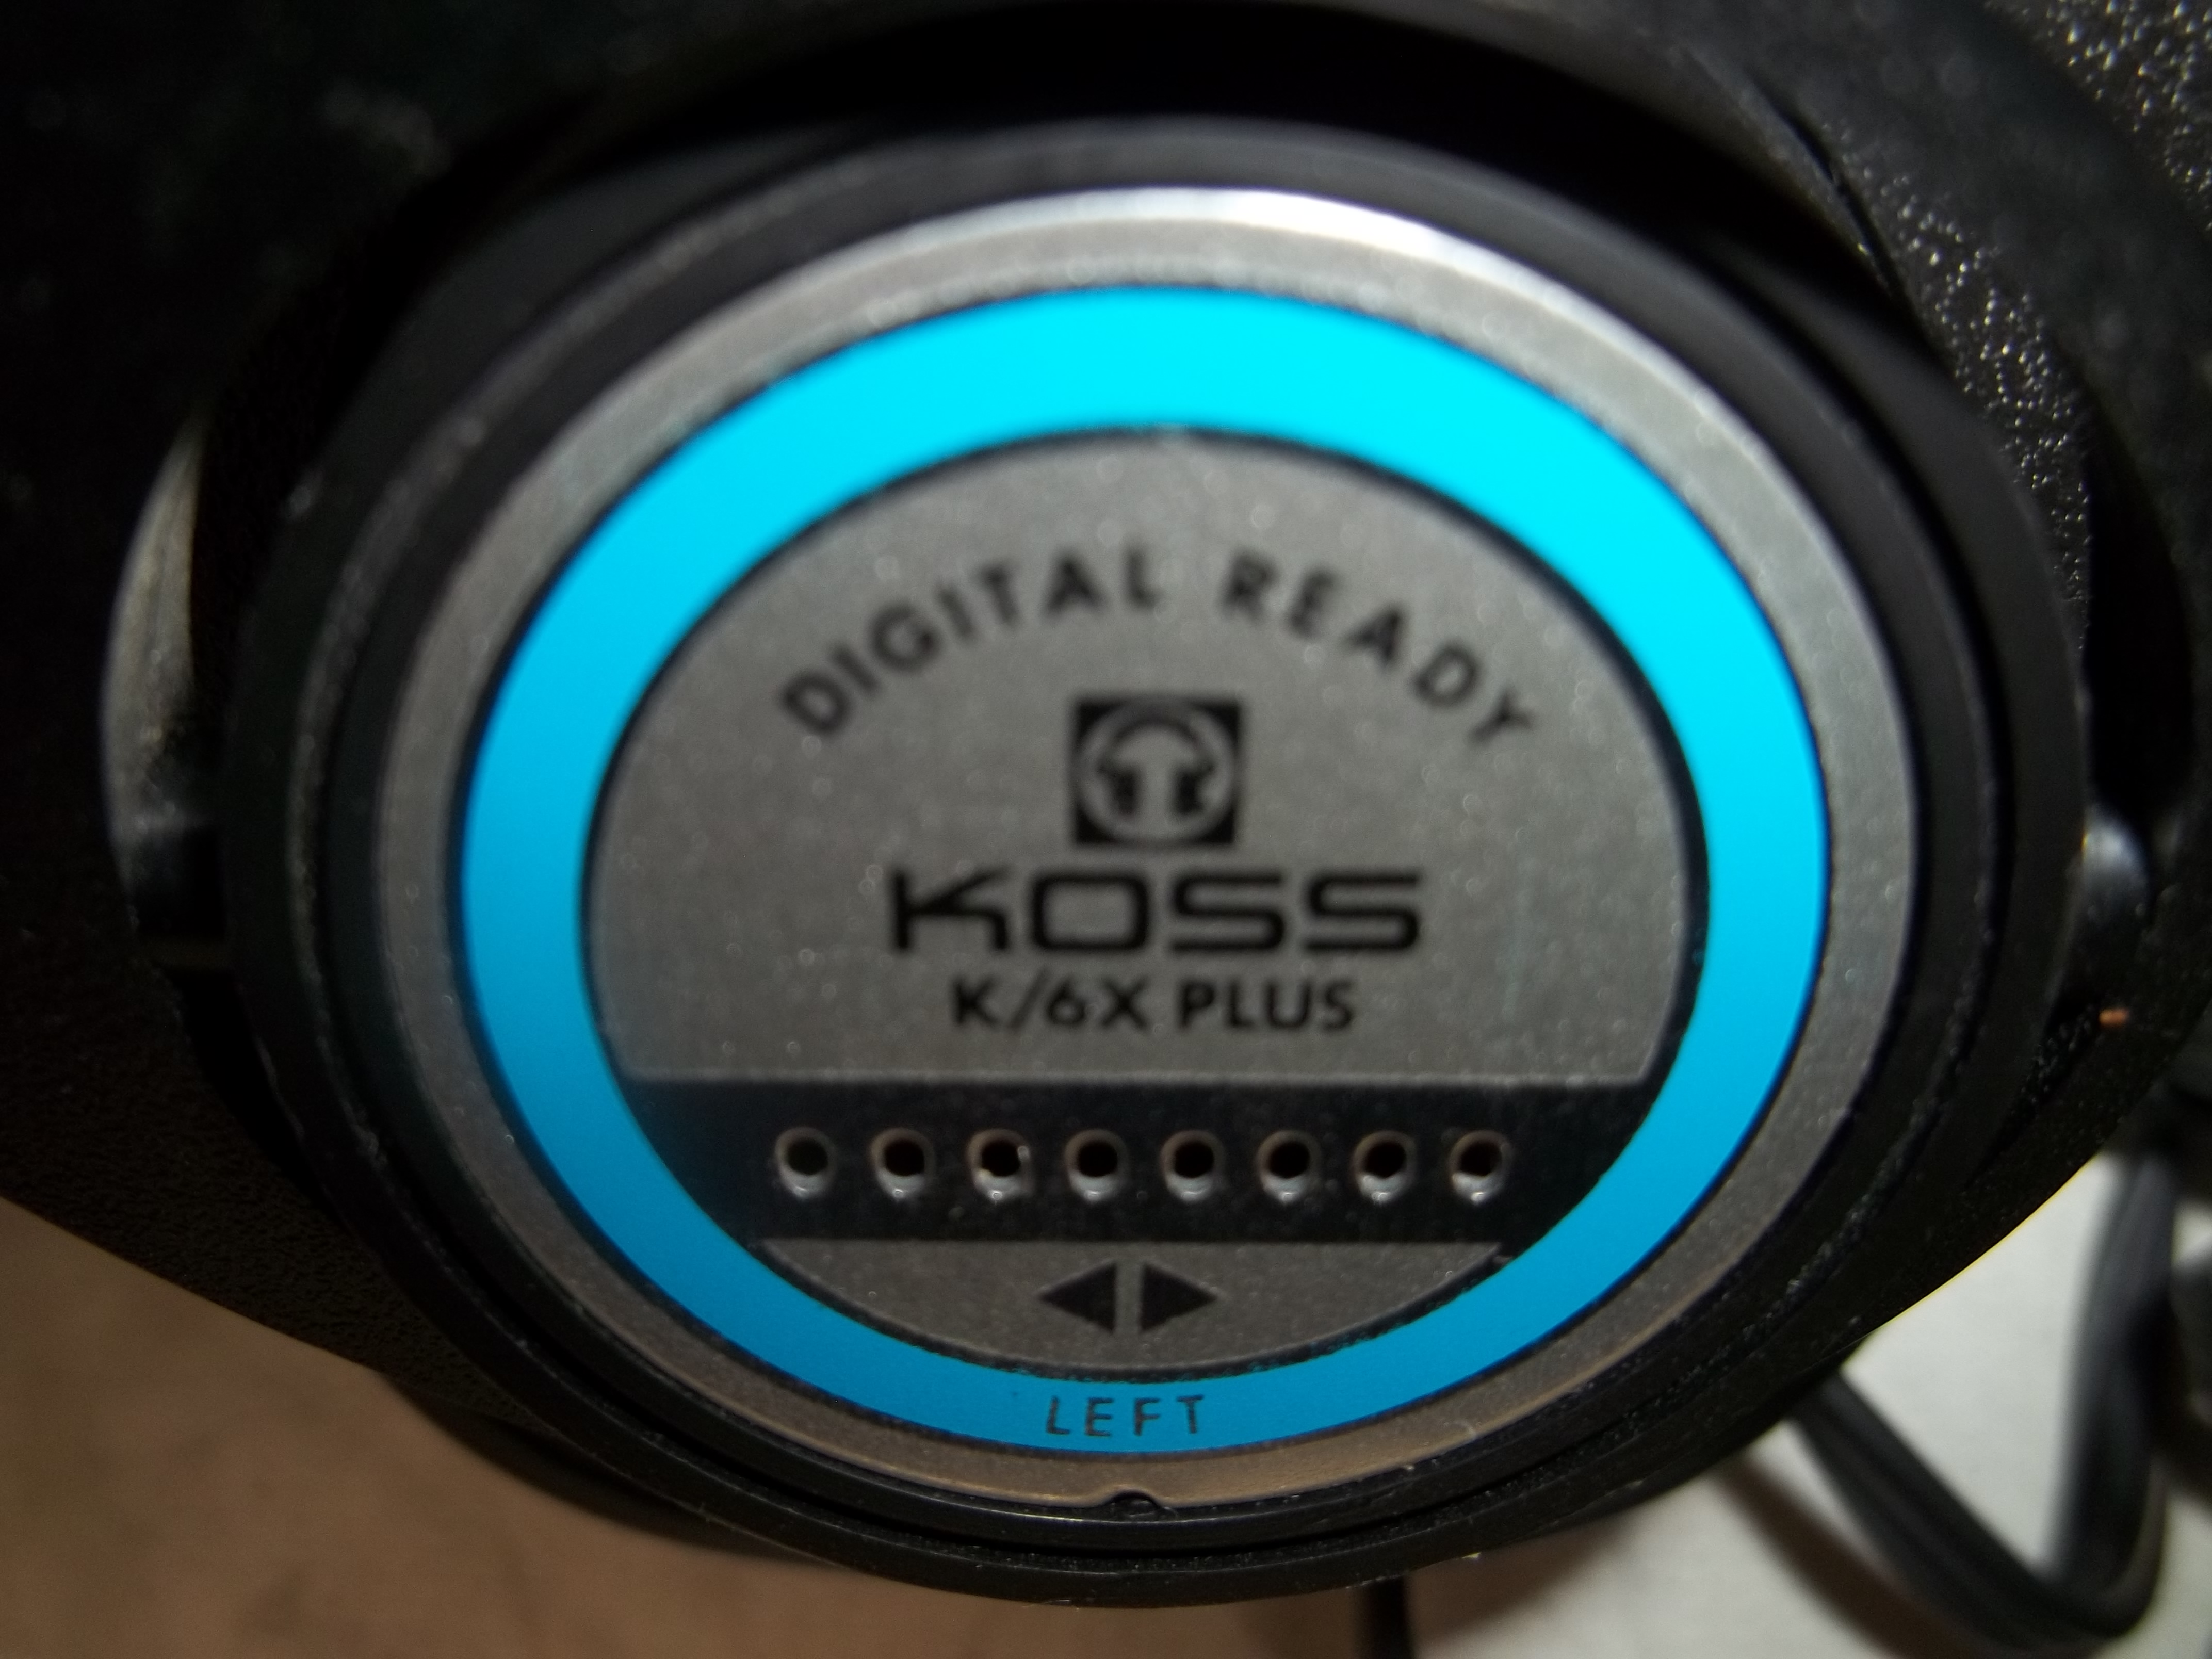 DIGITAL READY
KOSS
K/6X PLUS
LEFT